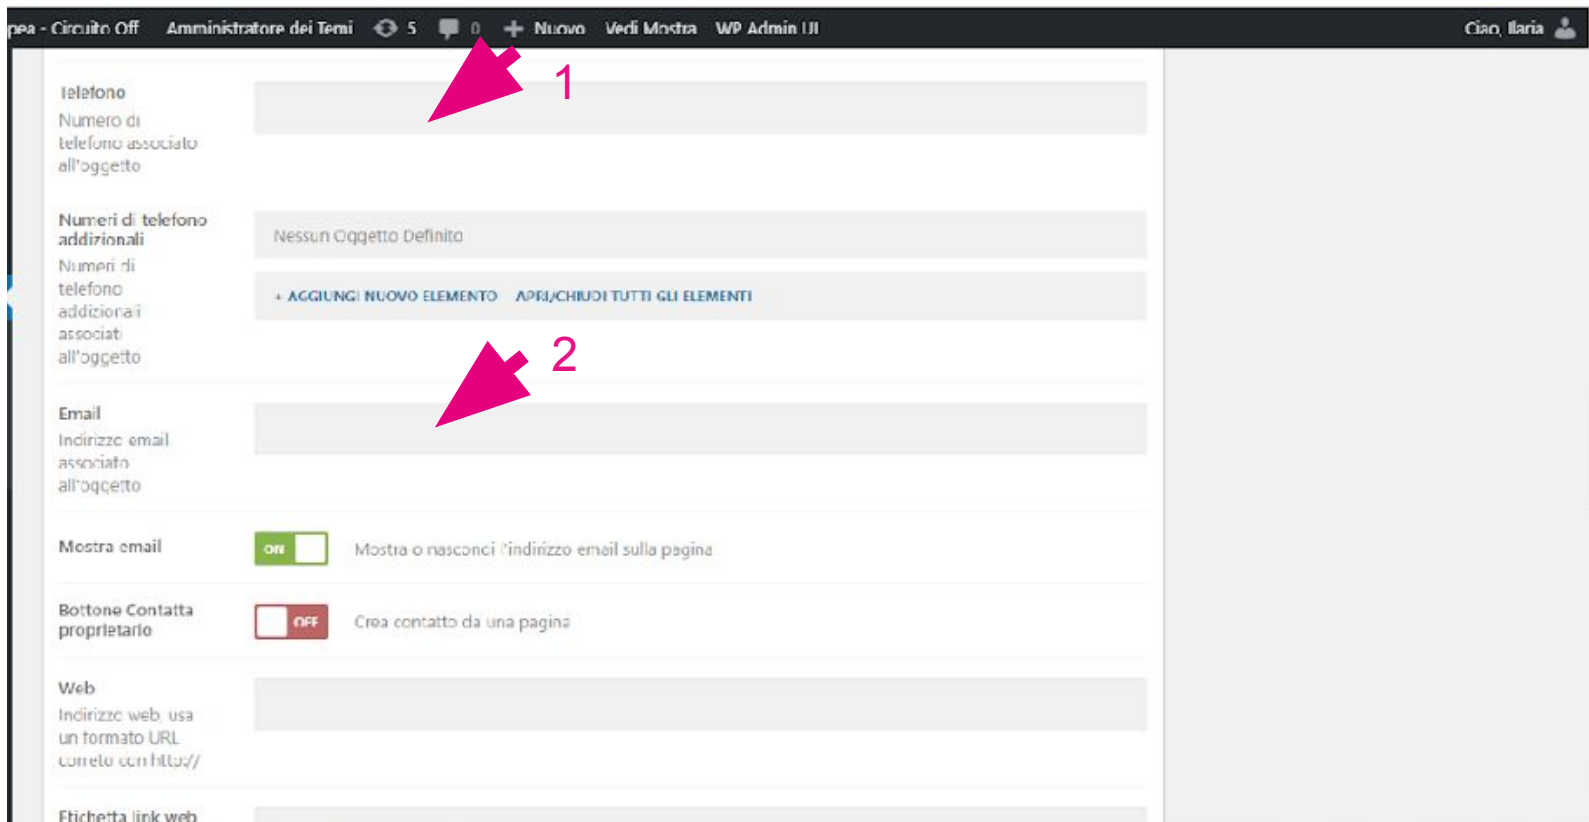 pea - Circuito Off Amministratore dei Temi 5 0 + Nuovo Vedi Mostra WP Admin UI Ciao, Ilaria
1
Telefono
Numero di
telefono associato
all'oggetto
Numeri di telefono
addizionali
Nessun Oggetto Definito
Numeri di
telefono
addizionali
associati
all'oggetto
+ AGGIUNGI NUOVO ELEMENTO APRI/CHIUDI TUTTI GLI ELEMENTI
2
Email
Indirizzo email
associato
all'oggetto
Mostra email
ON
Mostra o nasconci l'indirizzo email sulla pagina
Bottone Contatta
proprietario
OFF
Crea contatto da una pagina
Web
Indirizzo web, usa
un formato URL
correto con http://
Etichetta link web